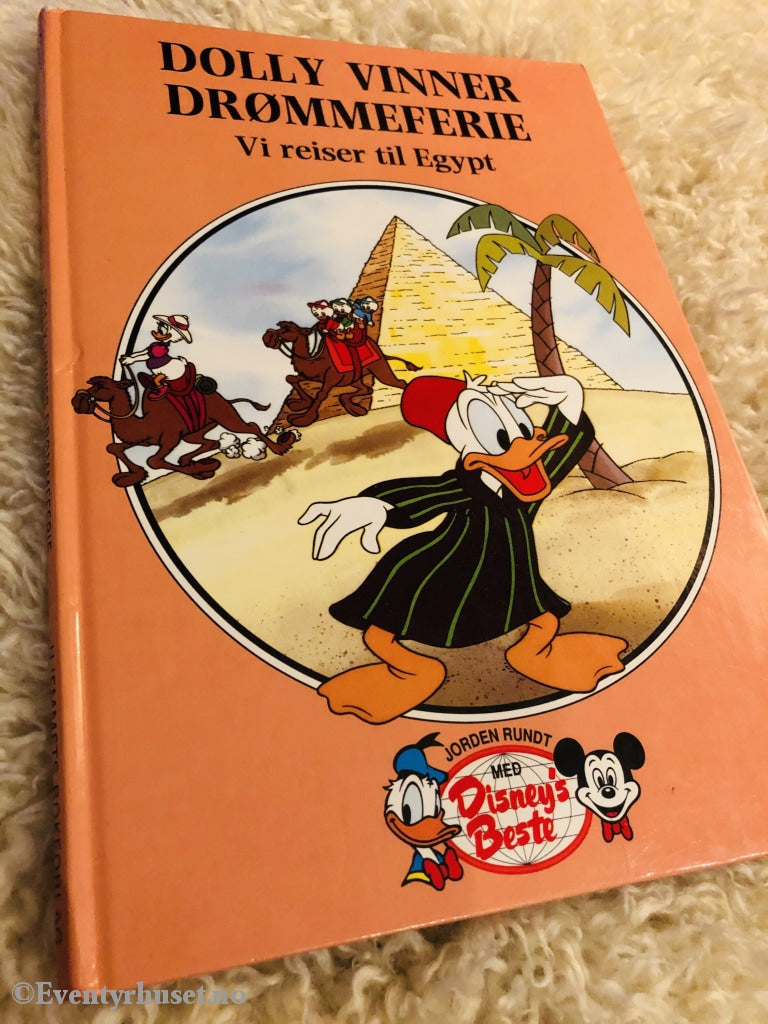 DOLLY VINNER
DRØMMEFERIE
Vi reiser til Egypt
JORDEN RUNDT
MED
Disney's
Beste
©Eventyrhuset.no